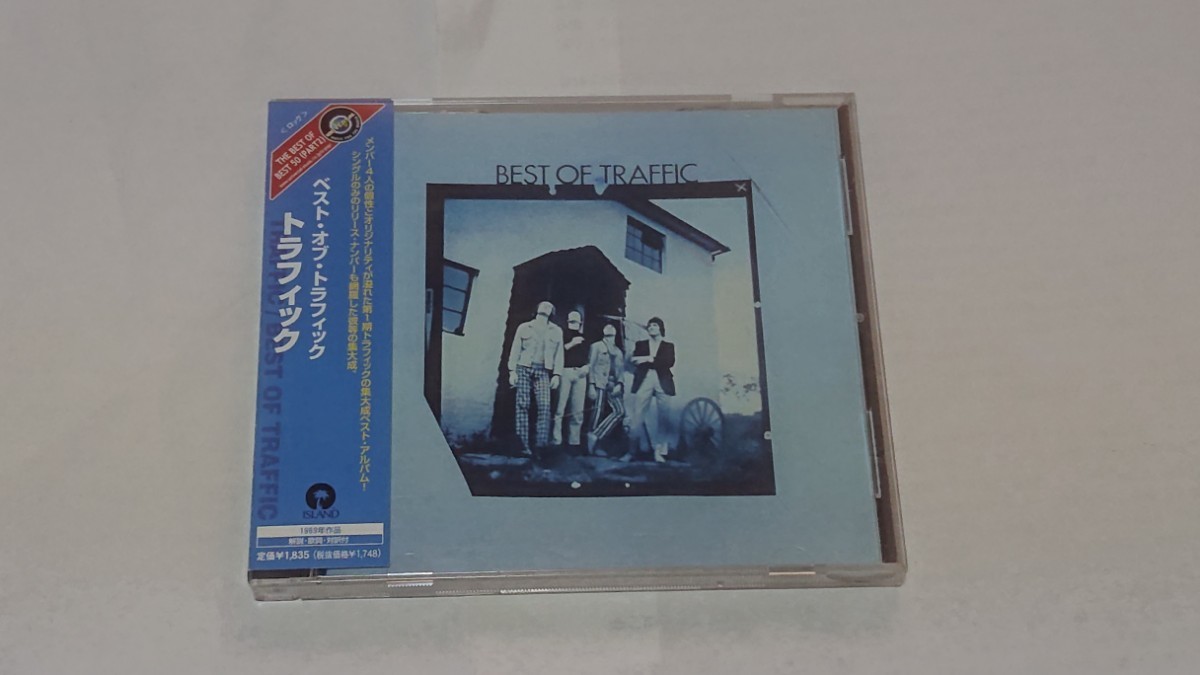 <ロック>
THE BEST OF
BEST 50 (PART2)
メンバー4人の個性とオリジナリティが溢れた第1期トラフィックの集大成ベスト・アルバム!
シングルのみのリリース・ナンバーも網羅した彼等の集大成。
ベスト・オブ・トラフィック
トラフィック
TRAFFIC / BEST OF TRAFFIC
ISLAND
1969年作品
解説・歌詞・対訳付
定価¥1,835 (税抜価格¥1,748)
BEST OF TRAFFIC